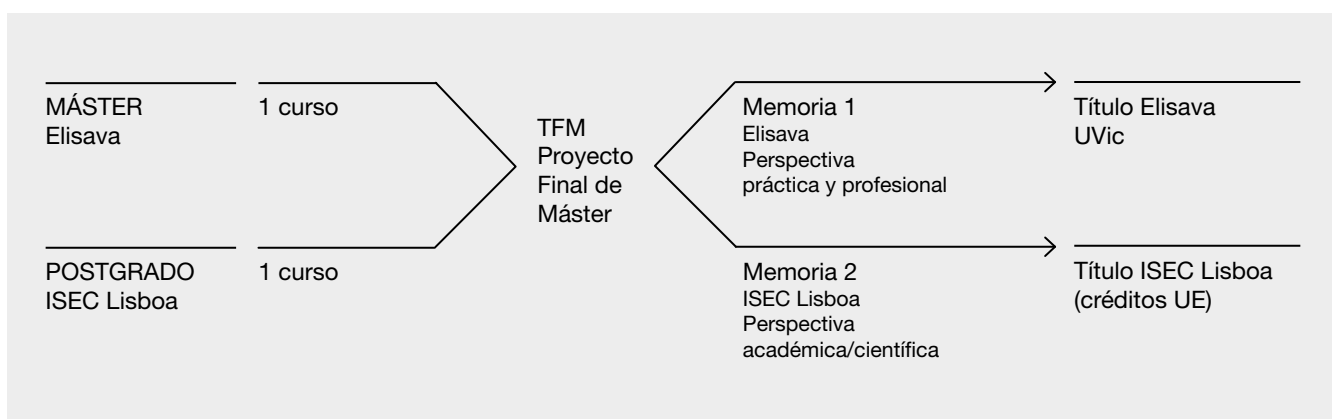 MÁSTER
Elisava
1 curso
POSTGRADO
ISEC Lisboa
1 curso
TFM
Proyecto
Final de
Máster
Memoria 1
Elisava
Perspectiva
práctica y profesional
Título Elisava
UVic
Memoria 2
ISEC Lisboa
Perspectiva
académica/científica
Título ISEC Lisboa
(créditos UE)